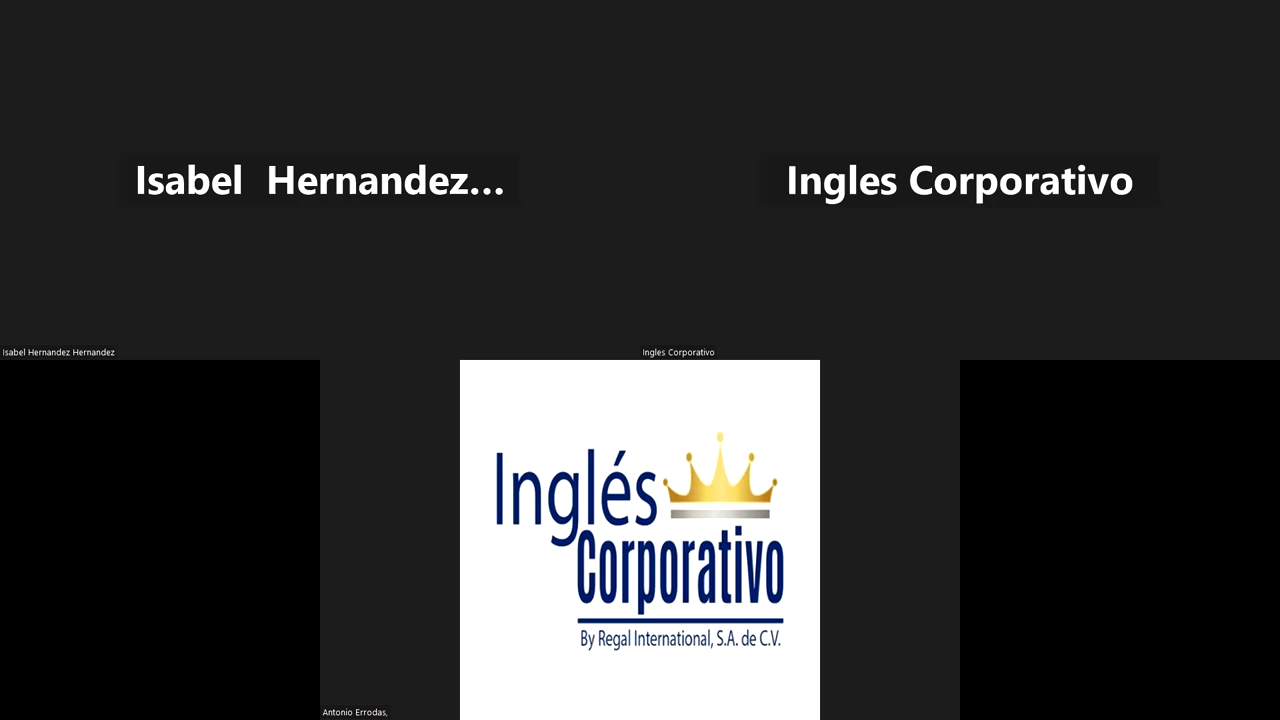 Isabel Hernandez...
Ingles Corporativo
Isabel Hernandez Hernandez
Ingles Corporativo
Inglés
Corporativo
By Regal International, S.A. de C.V.
Antonio Errodas,